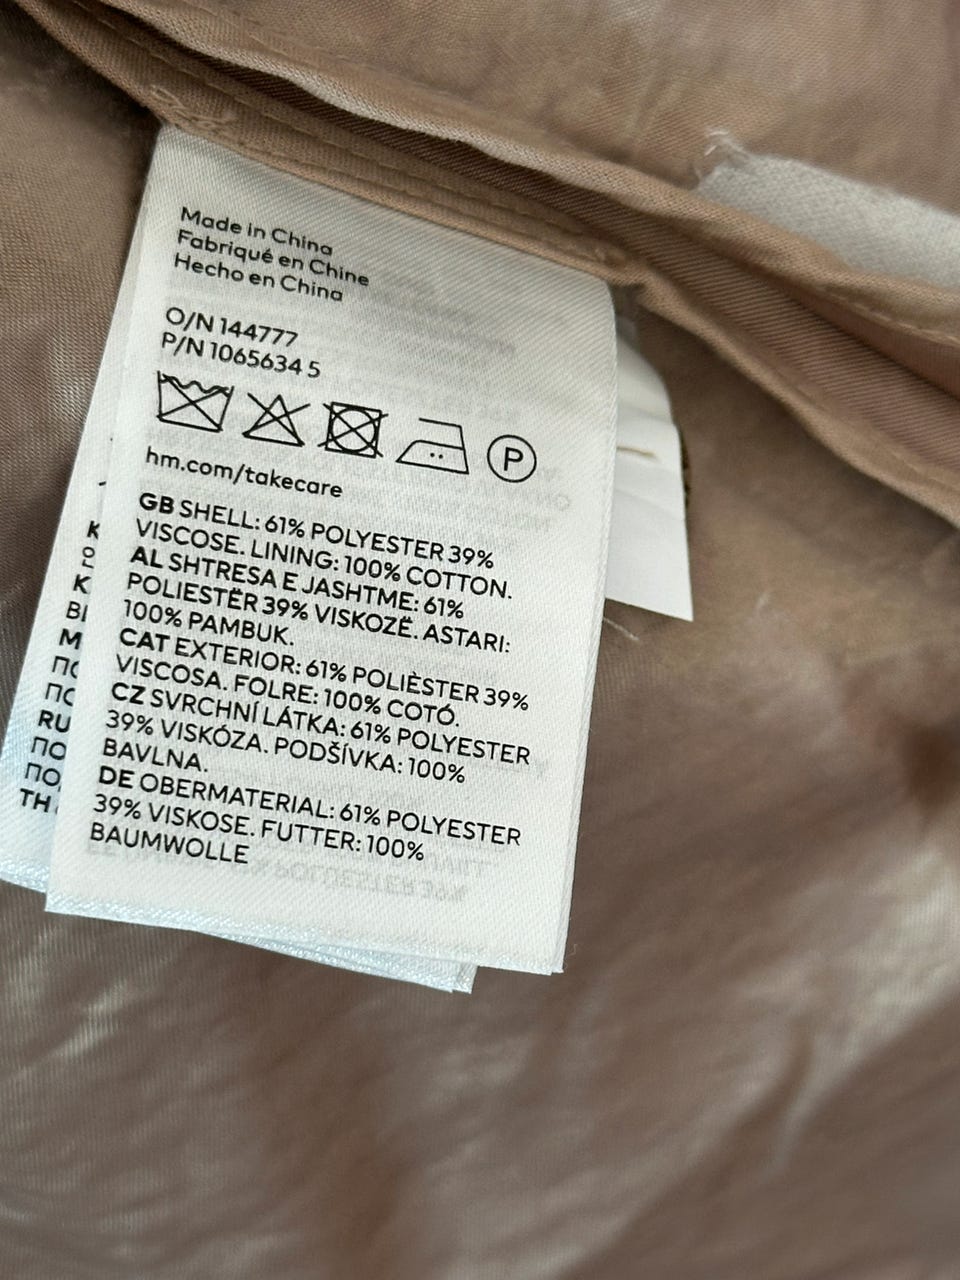 Made in China
Fabriqué en Chine
Hecho en China
O/N 144777
P/N 1065634 5
P
hm.com/takecare
GB SHELL: 61% POLYESTER 39%
VISCOSE. LINING: 100% COTTON.
AL SHTRESA E JASHTME: 61%
POLIESTËR 39% VISKOZË. ASTARI:
100% PAMBUK.
CAT EXTERIOR: 61% POLIÈSTER 39%
VISCOSA. FOLRE: 100% COTÓ.
CZ SVRCHNÍ LÁTKA: 61% POLYESTER
39% VISKÓZA. PODŠÍVKA: 100%
BAVLNA.
DE OBERMATERIAL: 61% POLYESTER
39% VISKOSE. FUTTER: 100%
BAUMWOLLE
RU
TH